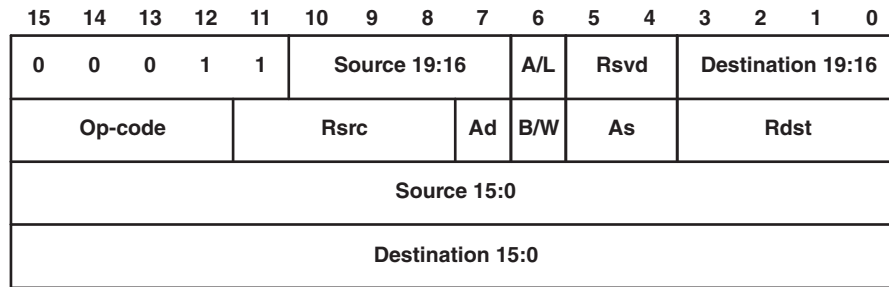 15 14 13 12 11 10 9 8 7 6 5 4 3 2 1 0
0 0 0 1 1 Source 19:16 A/L Rsvd Destination 19:16
Op-code Rsrc Ad B/W As Rdst
Source 15:0
Destination 15:0